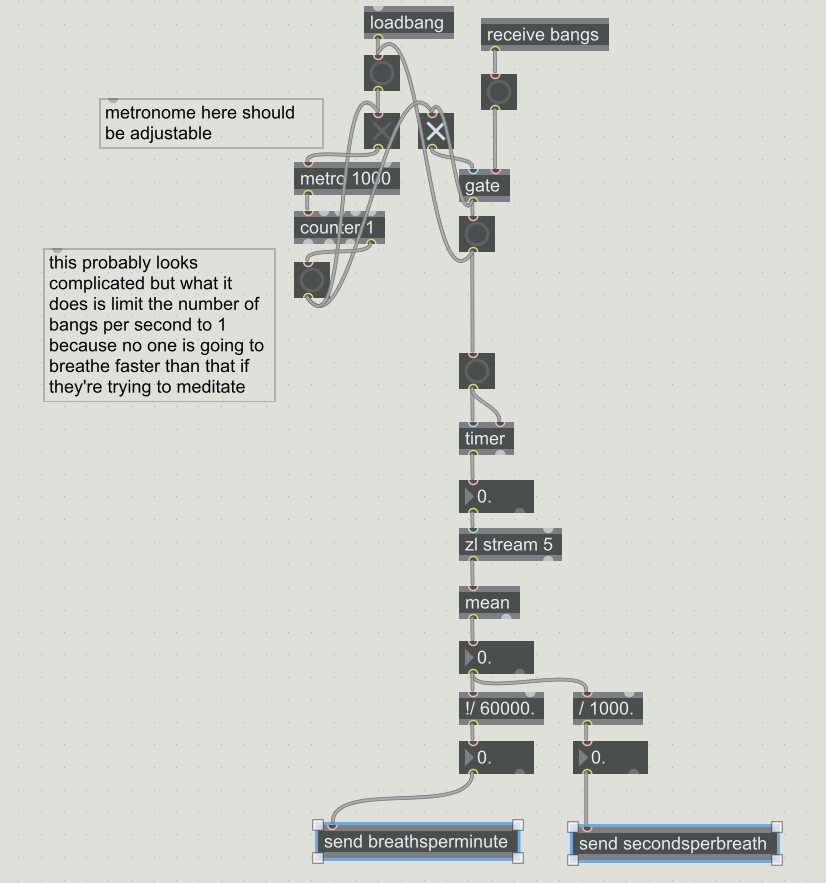 loadbang
receive bangs
metronome here should
be adjustable
metro 1000
gate
counter 1
this probably looks
complicated but what it
does is limit the number of
bangs per second to 1
because no one is going to
breathe faster than that if
they're trying to meditate
timer
0.
zl stream 5
mean
0.
!/ 60000.
/ 1000.
0.
0.
send breathsperminute
send secondsperbreath